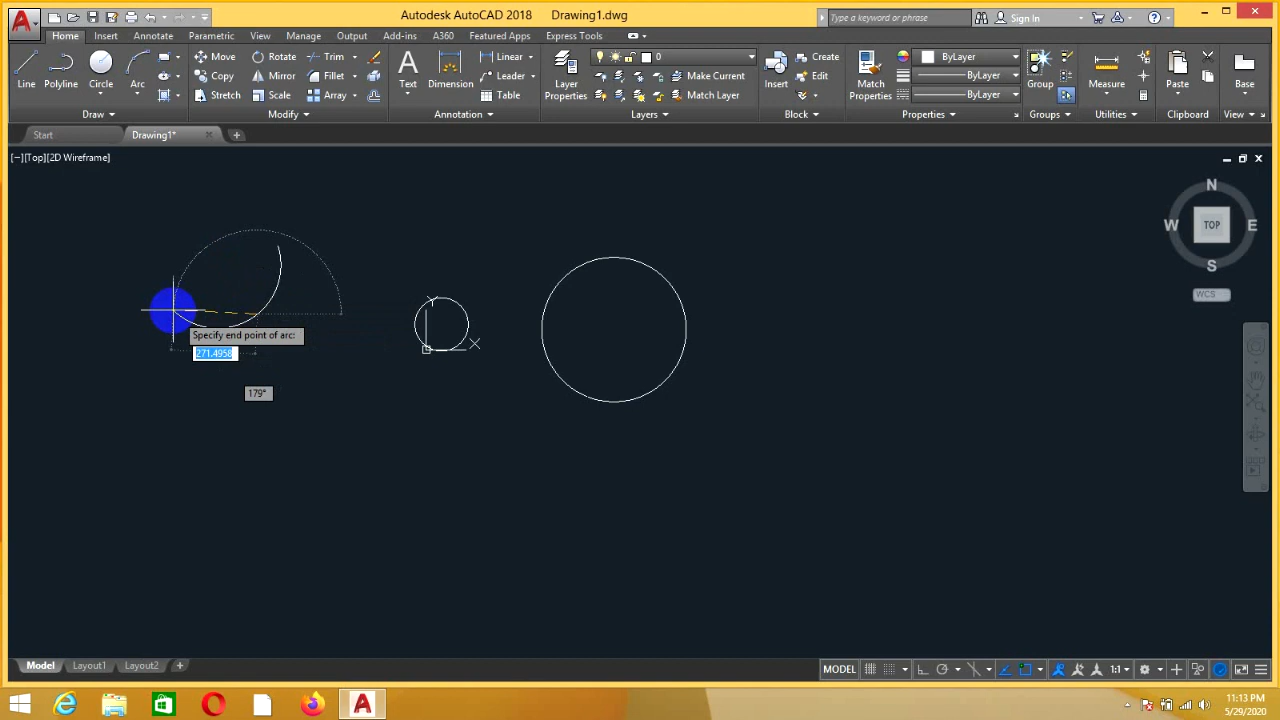 Autodesk AutoCAD 2018 Drawing1.dwg
Type a keyword or phrase
Sign In
Home Insert Annotate Parametric View Manage Output Add-ins A360 Featured Apps Express Tools
Line Polyline Circle Arc
Move Rotate Trim
Copy Mirror Fillet
Stretch Scale Array
Text Dimension
Linear
Leader
Table
Layer Properties
0
Make Current
Match Layer
Insert
Create
Edit
Match Properties
ByLayer
ByLayer
ByLayer
Group
Measure
Paste
Base
Draw Modify Annotation Layers Block Properties Groups Utilities Clipboard View
Start Drawing1*
[−][Top][2D Wireframe]
N
W TOP E
S
WCS
Y
X
Specify end point of arc:
271.4958
179°
Model Layout1 Layout2
MODEL
1:1
11:13 PM
5/29/2020